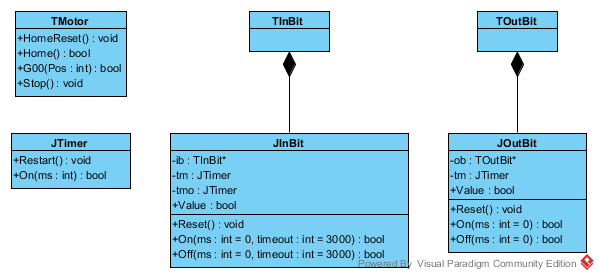 TMotor
+HomeReset() : void
+Home() : bool
+G00(Pos : int) : bool
+Stop() : void
TInBit
TOutBit
JTimer
+Restart() : void
+On(ms : int) : bool
JInBit
-ib : TInBit*
-tm : JTimer
-tmo : JTimer
+Value : bool
+Reset() : void
+On(ms : int = 0, timeout : int = 3000) : bool
+Off(ms : int = 0, timeout : int = 3000) : bool
JOutBit
-ob : TOutBit*
-tm : JTimer
+Value : bool
+Reset() : void
+On(ms : int = 0) : bool
+Off(ms : int = 0) : bool
Powered By Visual Paradigm Community Edition